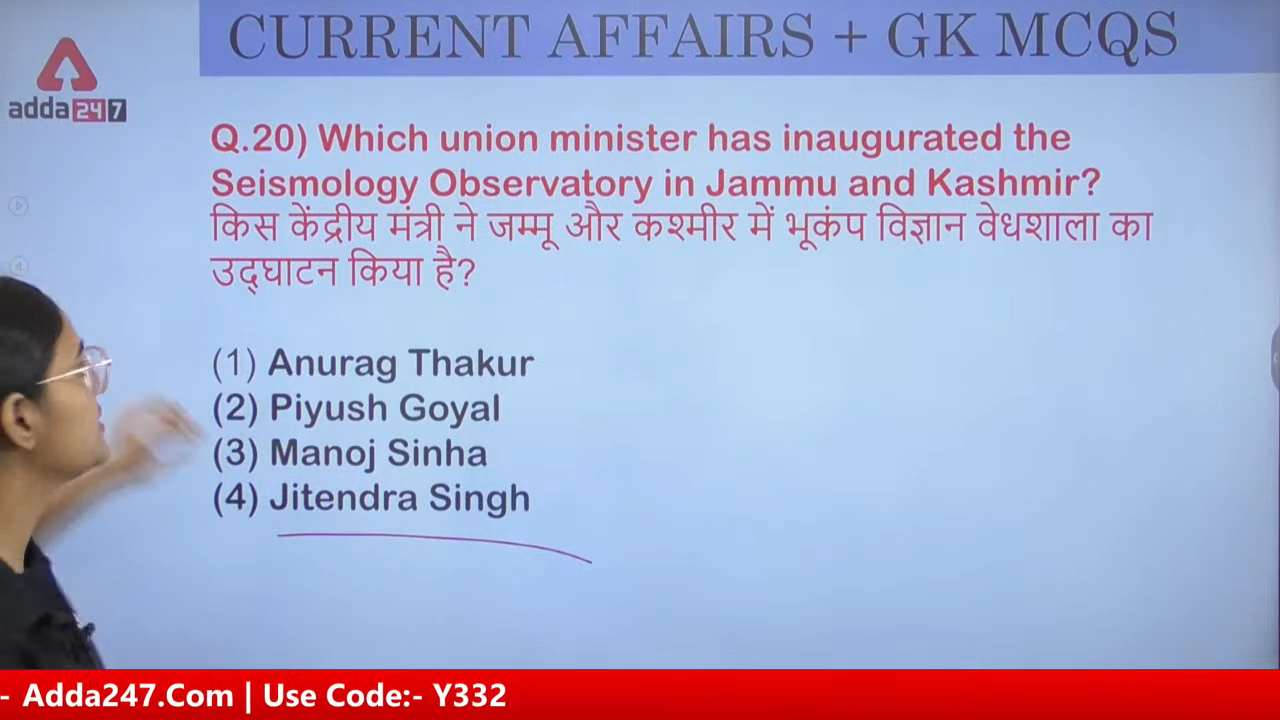 CURRENT AFFAIRS + GK MCQS
adda247
Q.20) Which union minister has inaugurated the
Seismology Observatory in Jammu and Kashmir?
किस केंद्रीय मंत्री ने जम्मू और कश्मीर में भूकंप विज्ञान वेधशाला का
उद्घाटन किया है?
(1) Anurag Thakur
(2) Piyush Goyal
(3) Manoj Sinha
(4) Jitendra Singh
- Adda247.Com | Use Code:- Y332